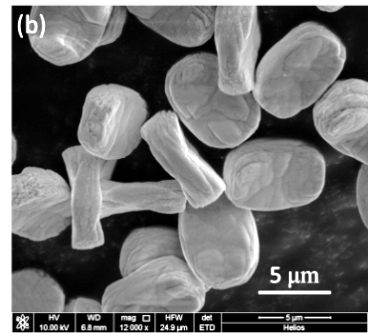 (b)
5 μm
HV WD mag HFW det 5 μm
10.00 kV 6.8 mm 12 000 x 24.9 μm ETD Helios